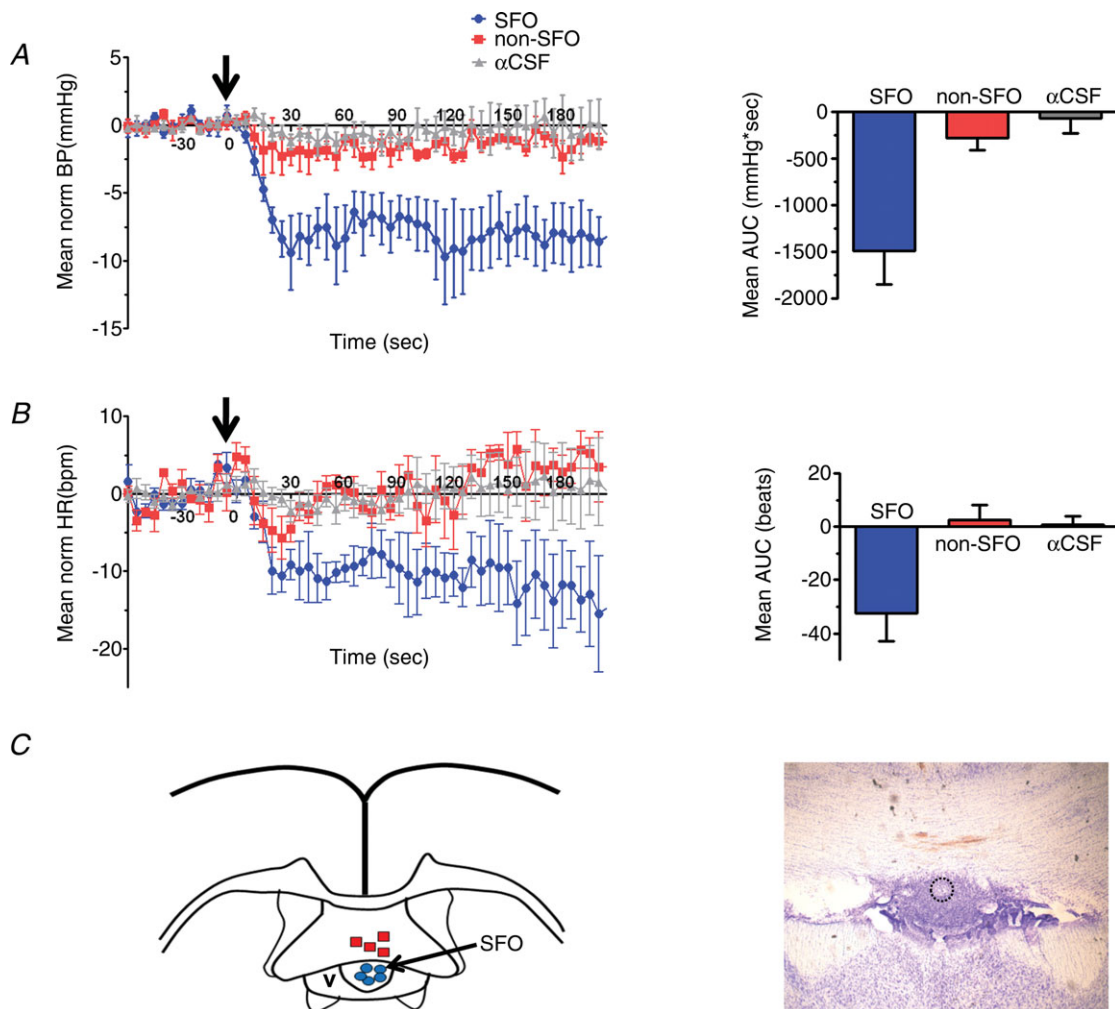 SFO
non-SFO
αCSF
A
5
0
-5
-10
-15
Mean norm BP(mmHg)
-30 0 30 60 90 120 150 180
Time (sec)
SFO non-SFO αCSF
0
-500
-1000
-1500
-2000
Mean AUC (mmHg*sec)
B
10
0
-10
-20
Mean norm HR(bpm)
-30 0 30 60 90 120 150 180
Time (sec)
20
0
-20
-40
Mean AUC (beats)
SFO
non-SFO αCSF
C
SFO
V